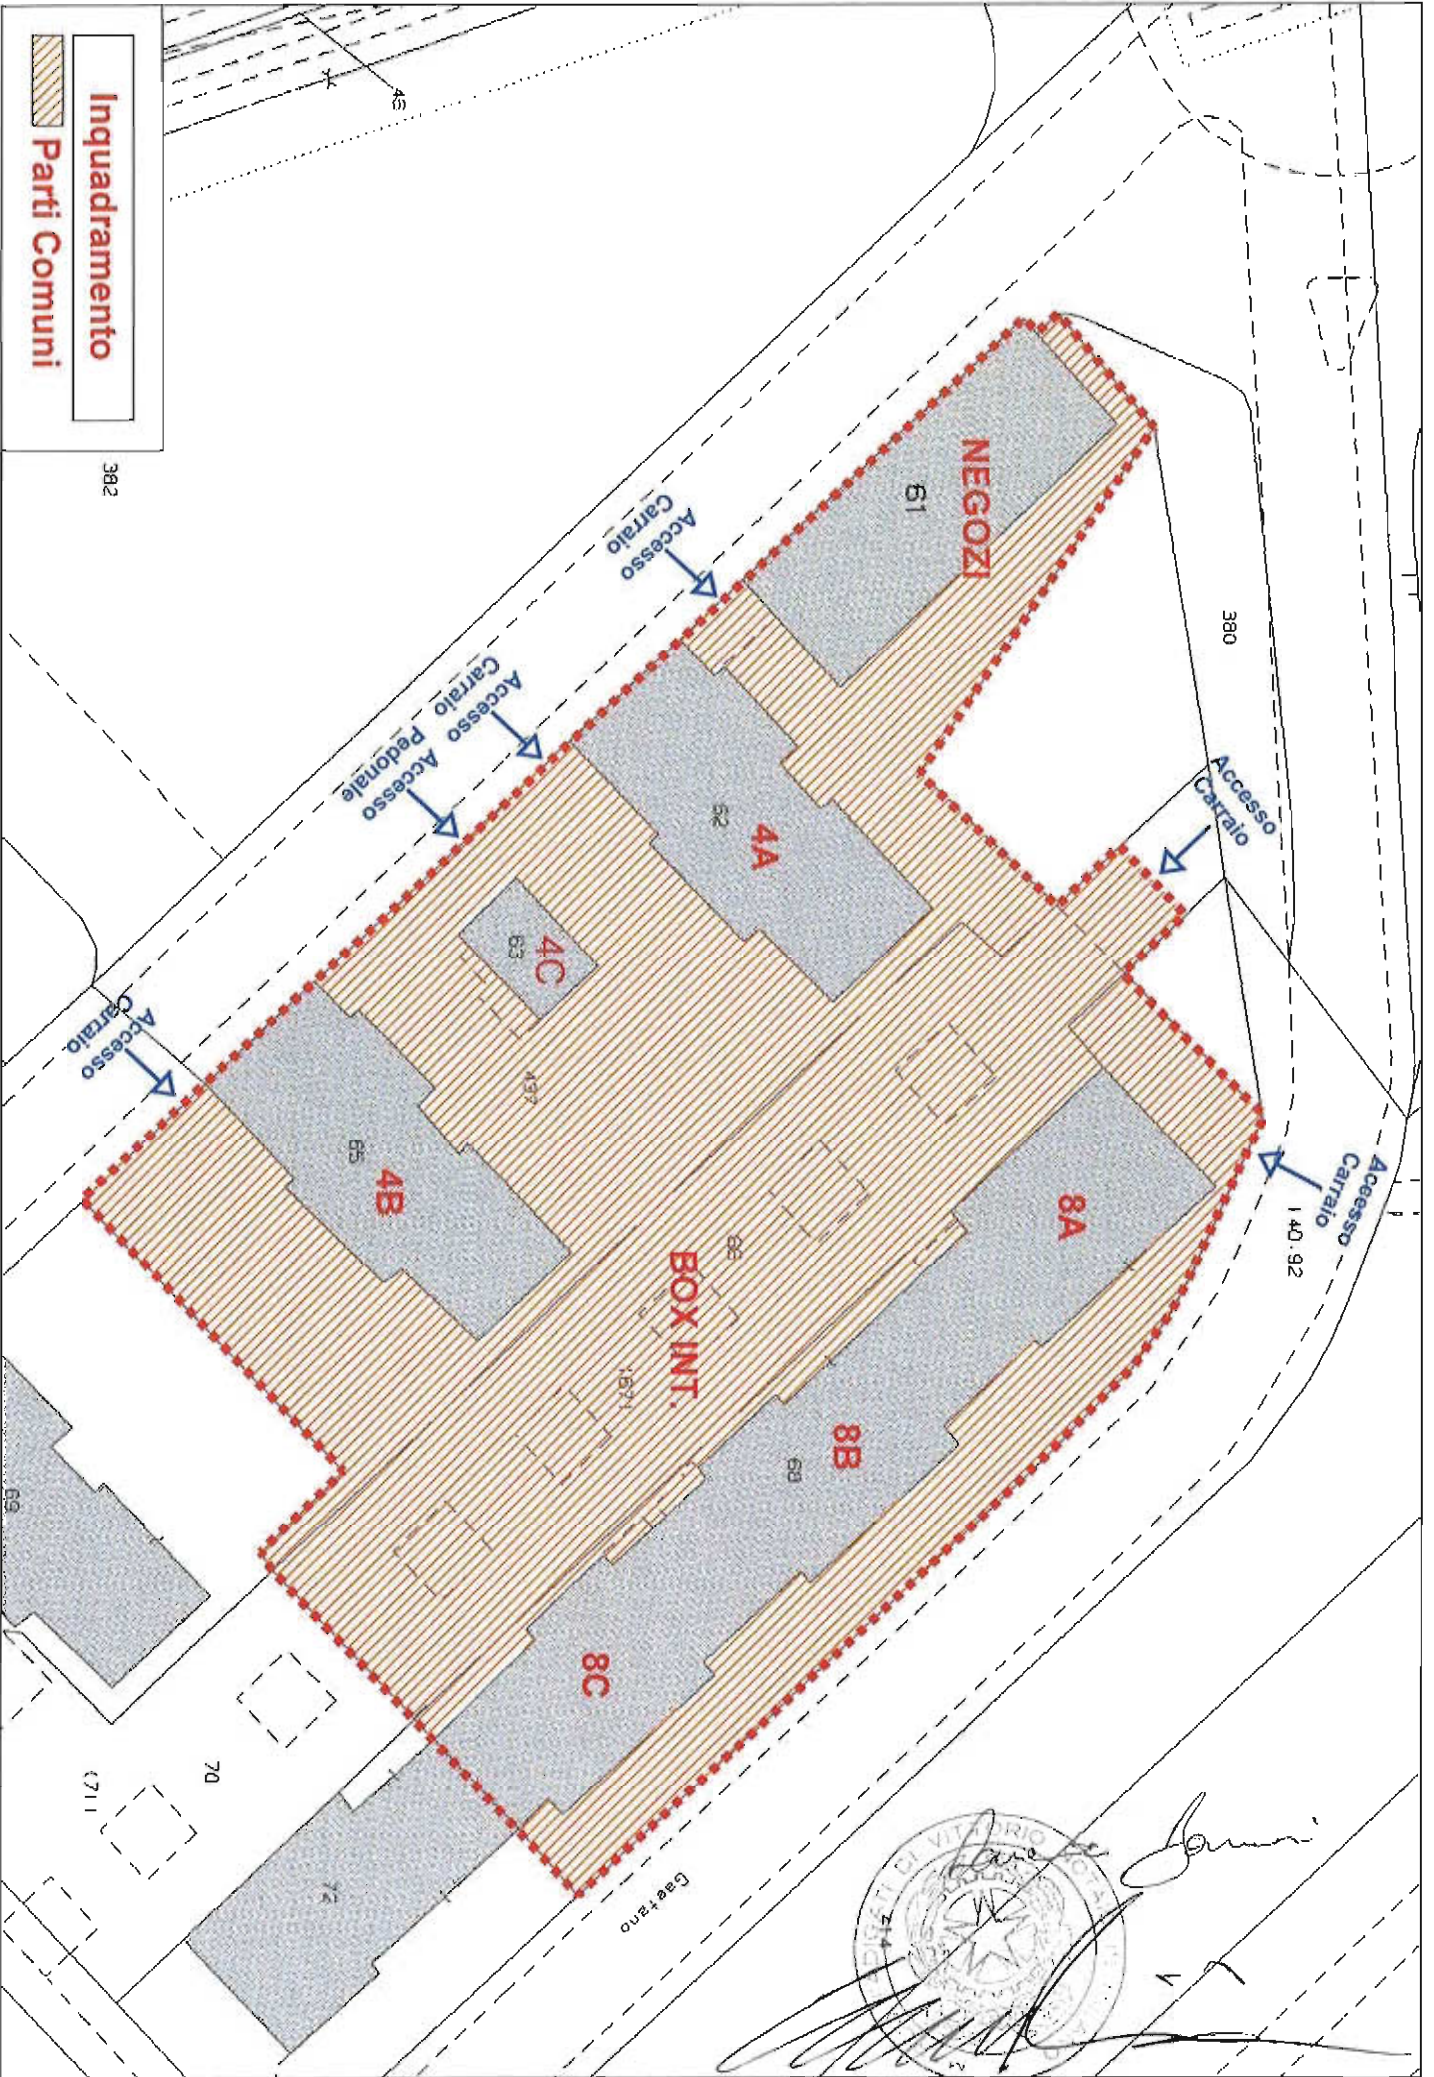 Inquadramento
Parti Comuni
48
382
NEGOZI
61
380
Accesso
Carraio
Accesso
Carraio
Accesso
Pedonale
Accesso
Carraio
Accesso
Carraio
Accesso
Carraio
140.92
4A
62
4C
63
437
4B
65
8A
66
BOX INT.
1671
8B
68
8C
69
70
1711
72
Gaetano